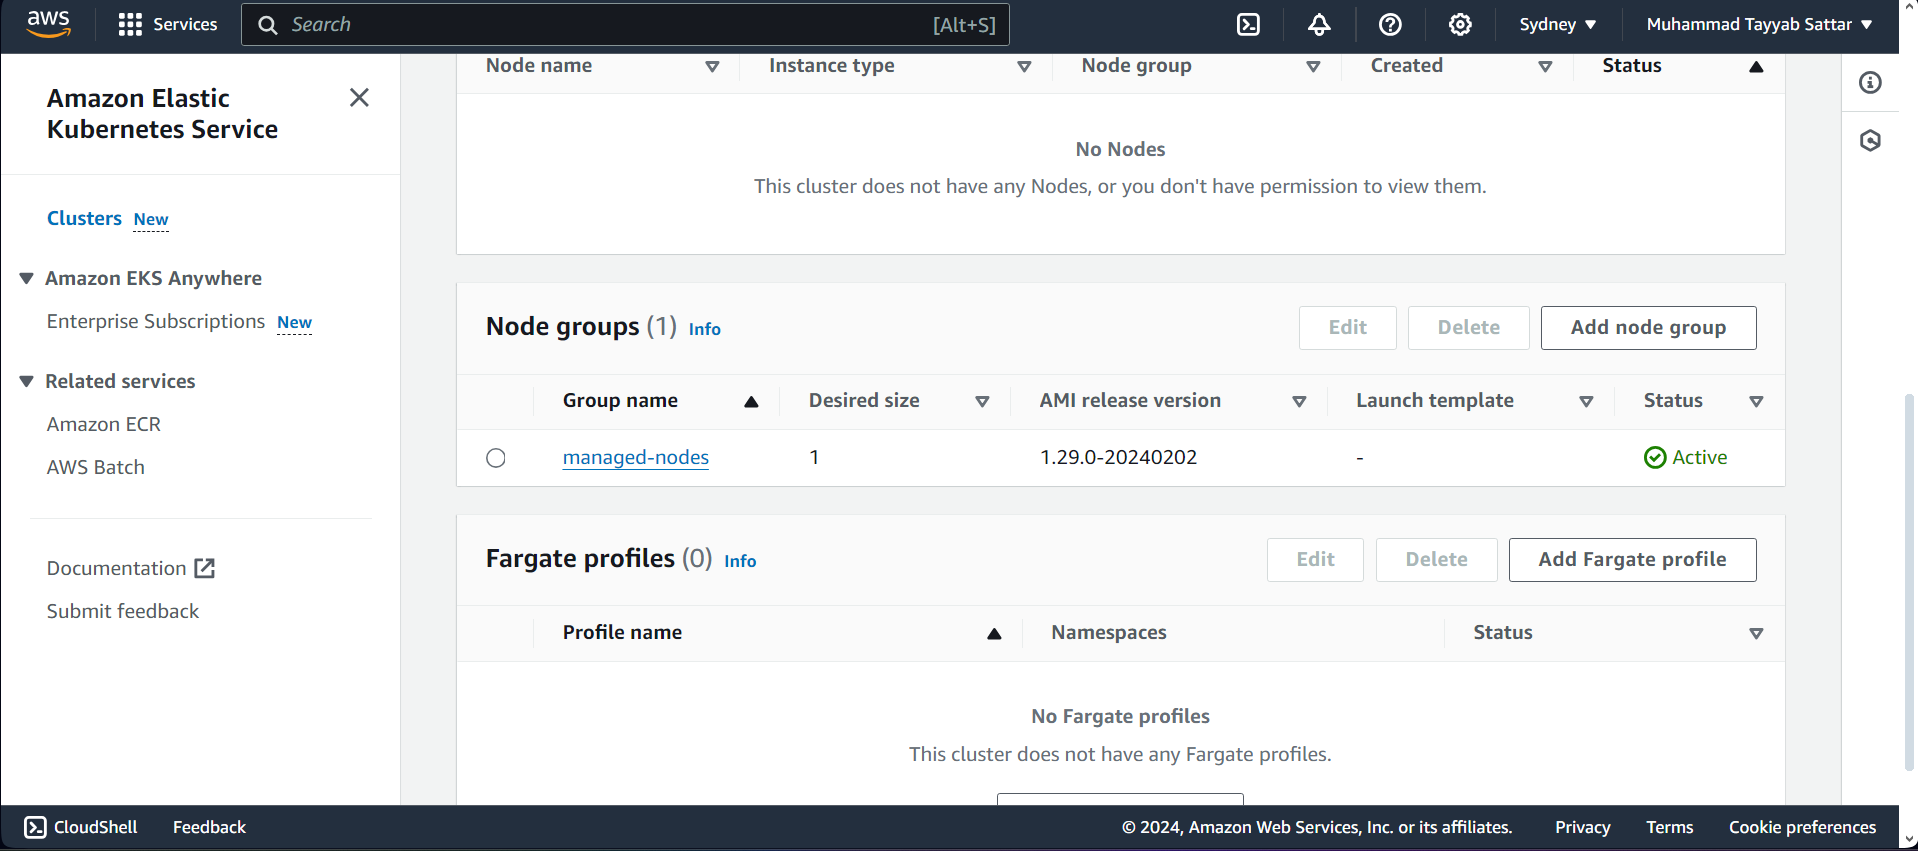 aws Services Search [Alt+S] Sydney Muhammad Tayyab Sattar
Amazon Elastic
Kubernetes Service
Clusters New
Amazon EKS Anywhere
Enterprise Subscriptions New
Related services
Amazon ECR
AWS Batch
Documentation
Submit feedback
Node name Instance type Node group Created Status
No Nodes
This cluster does not have any Nodes, or you don't have permission to view them.
Node groups (1) Info Edit Delete Add node group
Group name Desired size AMI release version Launch template Status
managed-nodes 1 1.29.0-20240202 - Active
Fargate profiles (0) Info Edit Delete Add Fargate profile
Profile name Namespaces Status
No Fargate profiles
This cluster does not have any Fargate profiles.
CloudShell Feedback © 2024, Amazon Web Services, Inc. or its affiliates. Privacy Terms Cookie preferences